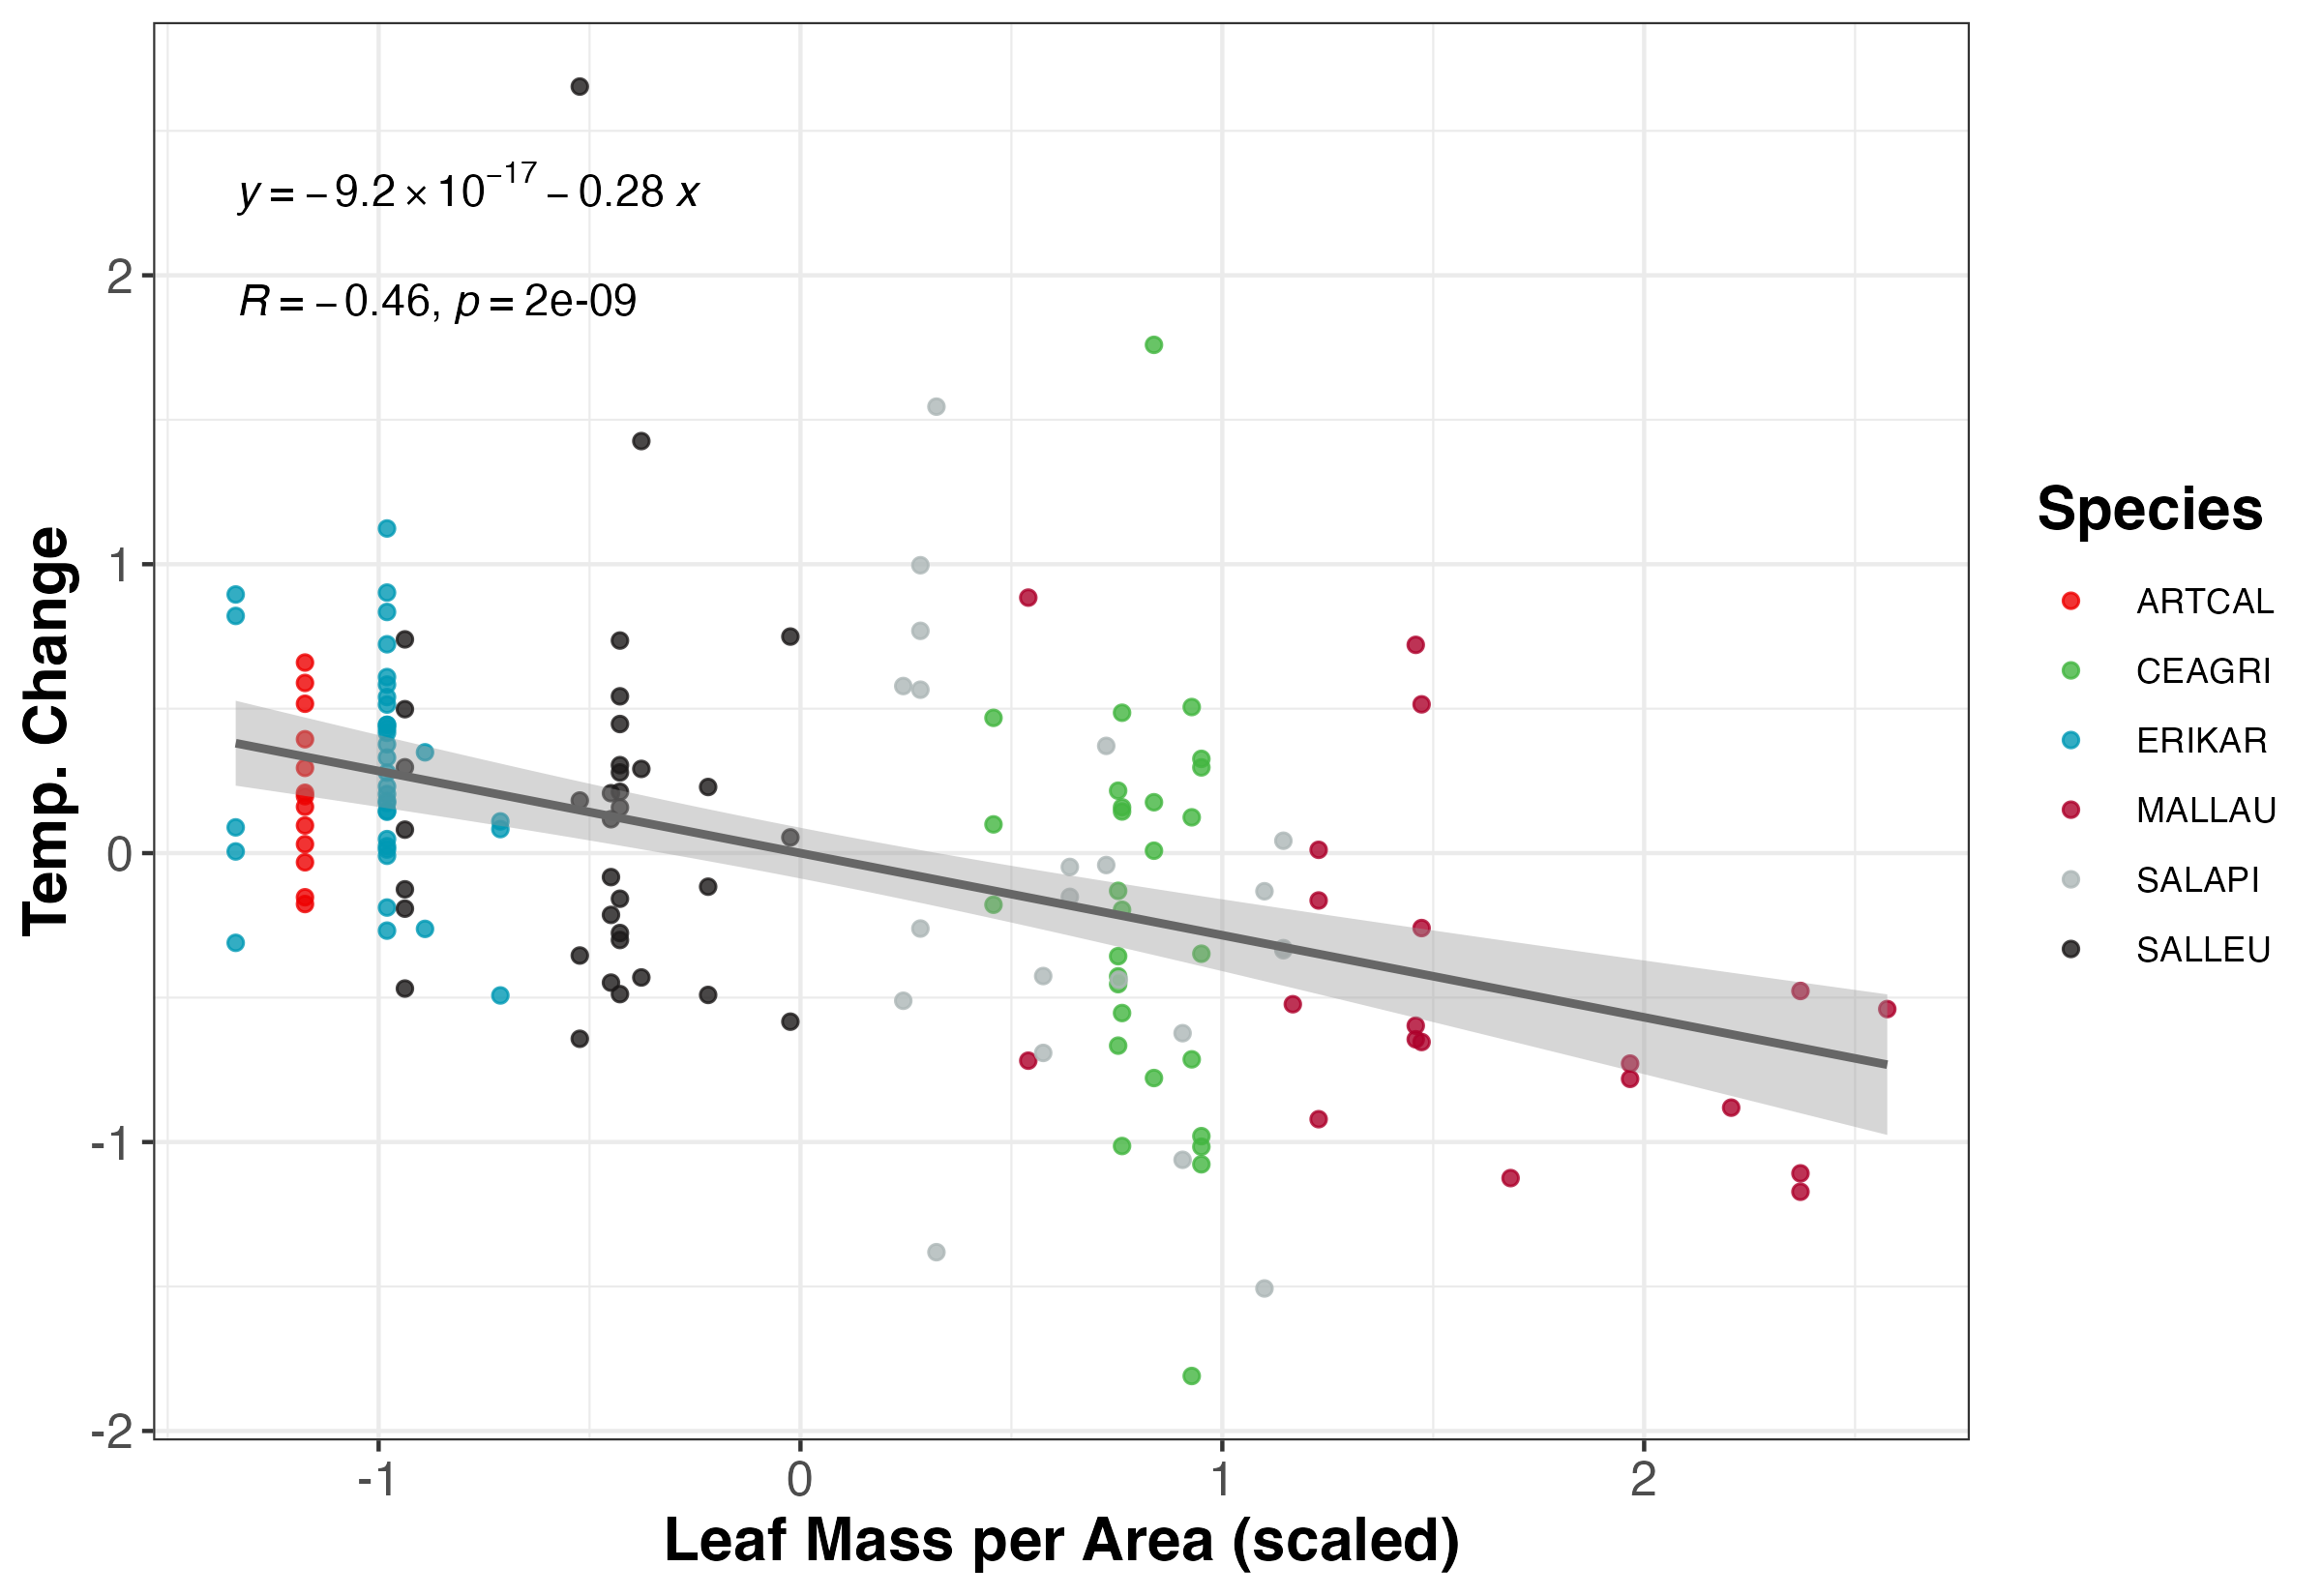 y = − 9.2 × 10⁻¹⁷ − 0.28 x
R = − 0.46, p = 2e-09
2
1
0
-1
-2
Temp. Change
-1 0 1 2
Leaf Mass per Area (scaled)
Species
ARTCAL
CEAGRI
ERIKAR
MALLAU
SALAPI
SALLEU